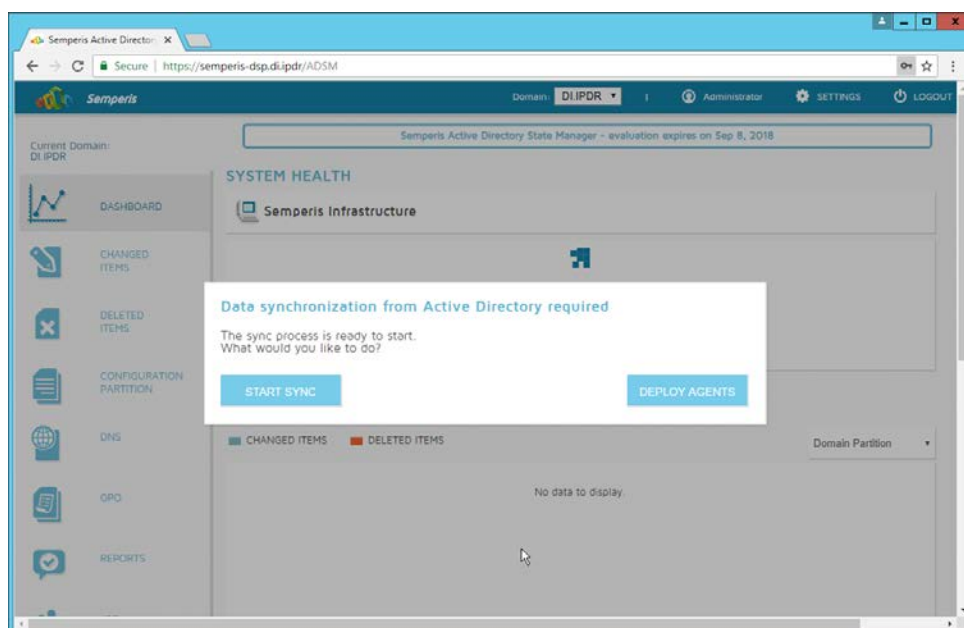 Semperis Active Director
Secure | https://semperis-dsp.di.ipdr/ADSM
Semperis
Domain: DI.IPDR
Administrator
SETTINGS
LOGOUT
Current Domain:
DI.IPDR
Semperis Active Directory State Manager - evaluation expires on Sep 8, 2018
SYSTEM HEALTH
Semperis Infrastructure
DASHBOARD
CHANGED
ITEMS
DELETED
ITEMS
CONFIGURATION
PARTITION
DNS
GPO
REPORTS
Data synchronization from Active Directory required
The sync process is ready to start.
What would you like to do?
START SYNC
DEPLOY AGENTS
CHANGED ITEMS
DELETED ITEMS
Domain Partition
No data to display.